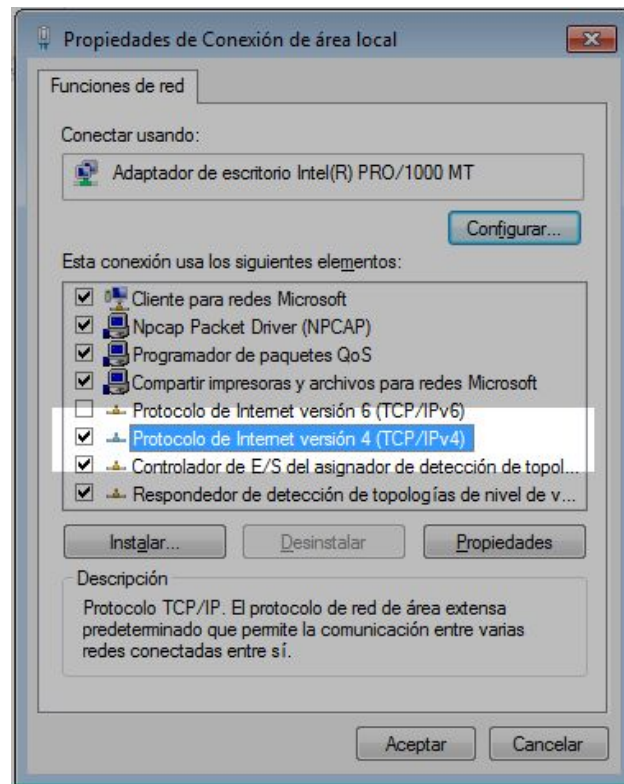 Propiedades de Conexión de área local
Funciones de red
Conectar usando:
Adaptador de escritorio Intel(R) PRO/1000 MT
Configurar...
Esta conexión usa los siguientes elementos:
Cliente para redes Microsoft
Npcap Packet Driver (NPCAP)
Programador de paquetes QoS
Compartir impresoras y archivos para redes Microsoft
Protocolo de Internet versión 6 (TCP/IPv6)
Protocolo de Internet versión 4 (TCP/IPv4)
Controlador de E/S del asignador de detección de topol...
Respondedor de detección de topologías de nivel de v...
Instalar... Desinstalar Propiedades
Descripción
Protocolo TCP/IP. El protocolo de red de área extensa
predeterminado que permite la comunicación entre varias
redes conectadas entre sí.
Aceptar Cancelar